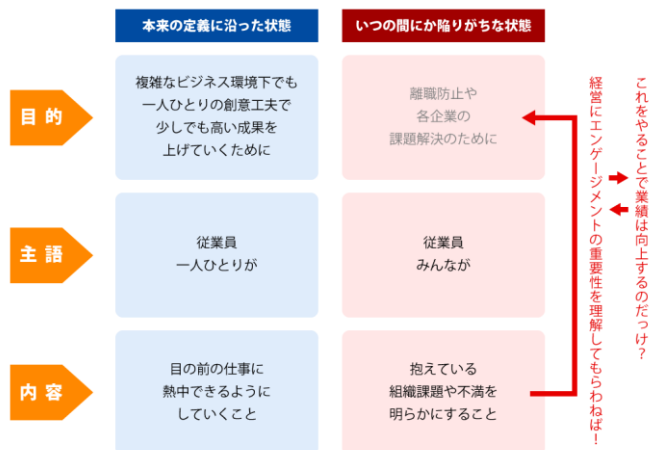 本来の定義に沿った状態
いつの間にか陥りがちな状態
目的
複雑なビジネス環境下でも
一人ひとりの創意工夫で
少しでも高い成果を
上げていくために
離職防止や
各企業の
課題解決のために
主語
従業員
一人ひとりが
従業員
みんなが
内容
目の前の仕事に
熱中できるように
していくこと
抱えている
組織課題や不満を
明らかにすること
これをやることで業績は向上するのだっけ？
経営にエンゲージメントの重要性を理解してもらわねば！